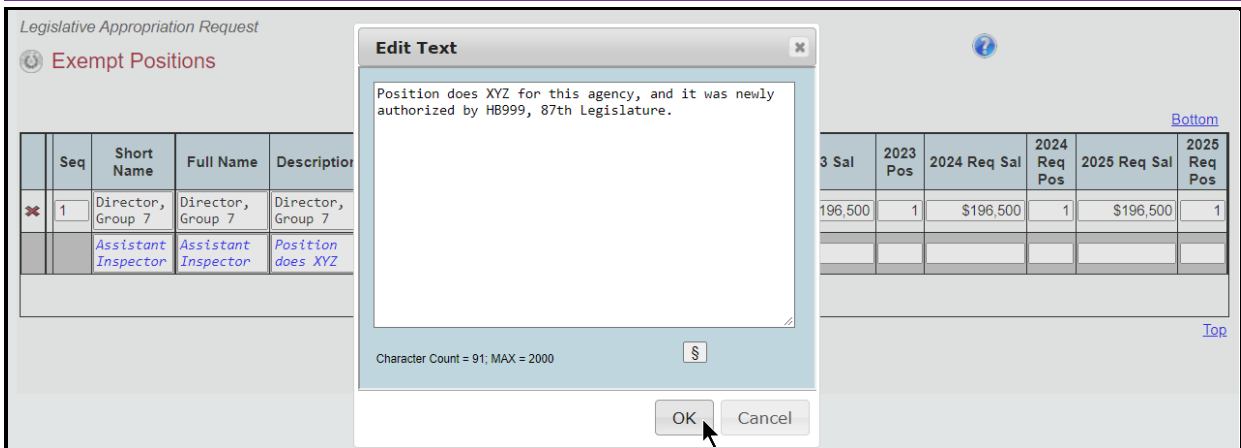 Legislative Appropriation Request
Exempt Positions
Edit Text
Position does XYZ for this agency, and it was newly
authorized by HB999, 87th Legislature.
Character Count = 91; MAX = 2000
§
OK
Cancel
?
Bottom
Seq
Short
Name
Full Name
Description
3 Sal
2023
Pos
2024 Req Sal
2024
Req
Pos
2025 Req Sal
2025
Req
Pos
1
Director,
Group 7
Director,
Group 7
Director,
Group 7
196,500
1
$196,500
1
$196,500
1
Assistant
Inspector
Assistant
Inspector
Position
does XYZ
Top